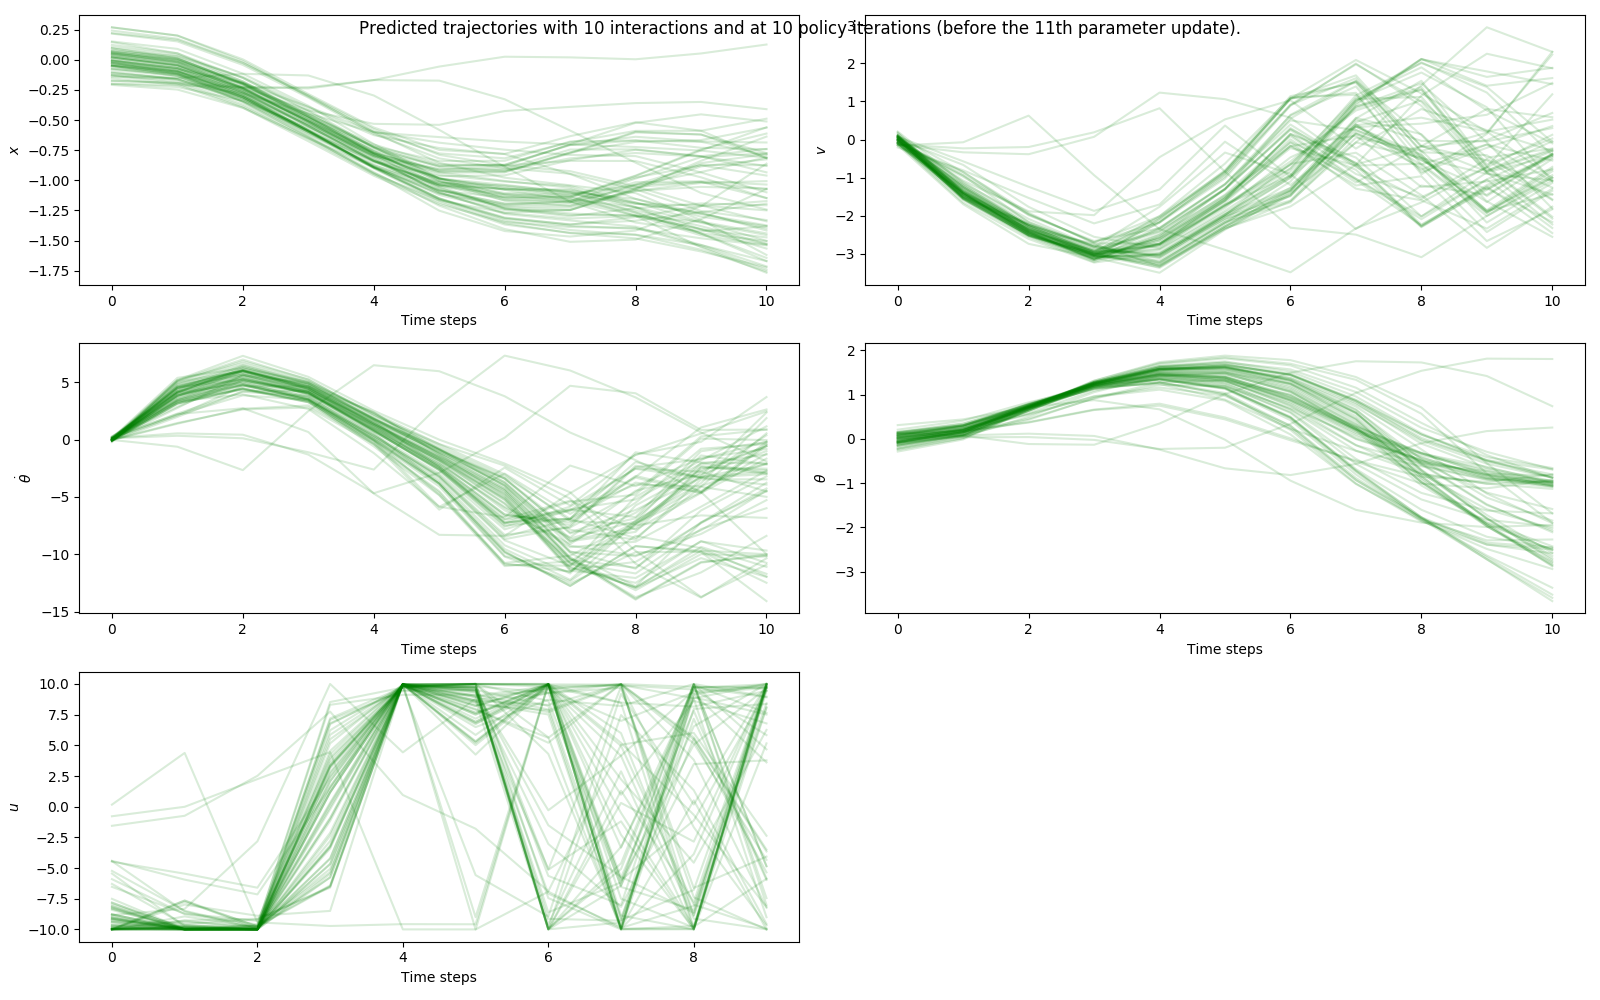 Predicted trajectories with 10 interactions and at 10 policy iterations (before the 11th parameter update).
0.25
0.00
−0.25
−0.50
−0.75
−1.00
−1.25
−1.50
−1.75
x
0 2 4 6 8 10
Time steps
3
2
1
0
−1
−2
−3
v
0 2 4 6 8 10
Time steps
5
0
−5
−10
−15
θ̇
0 2 4 6 8 10
Time steps
2
1
0
−1
−2
−3
θ
0 2 4 6 8 10
Time steps
10.0
7.5
5.0
2.5
0.0
−2.5
−5.0
−7.5
−10.0
u
0 2 4 6 8
Time steps